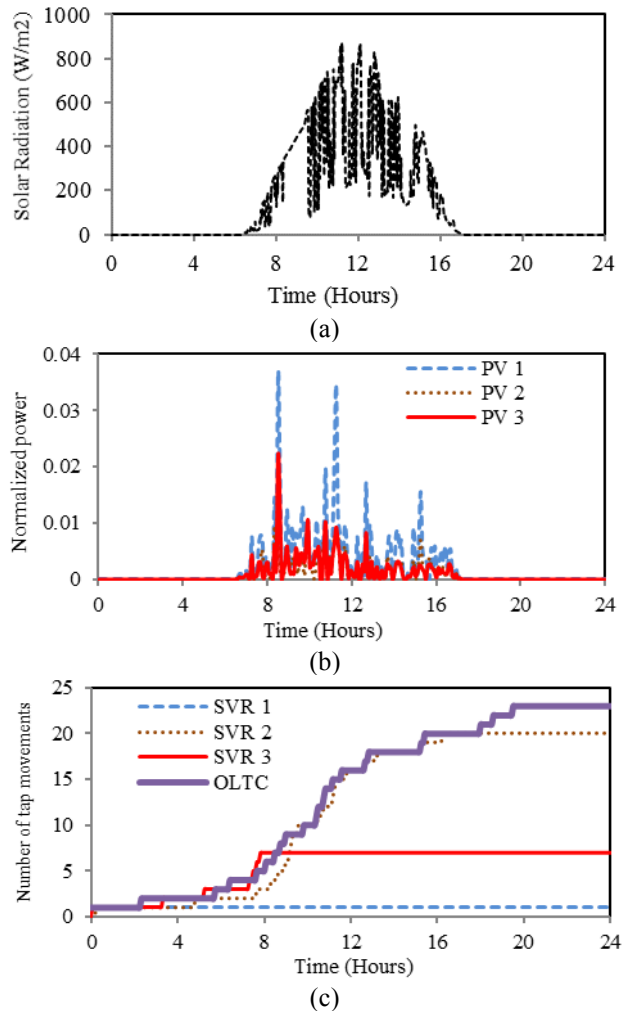 1000
800
600
400
200
0
Solar Radiation (W/m2)
0 4 8 12 16 20 24
Time (Hours)
(a)
0.04
0.03
0.02
0.01
0
Normalized power
PV 1
PV 2
PV 3
0 4 8 12 16 20 24
Time (Hours)
(b)
25
20
15
10
5
0
Number of tap movements
SVR 1
SVR 2
SVR 3
OLTC
0 4 8 12 16 20 24
Time (Hours)
(c)